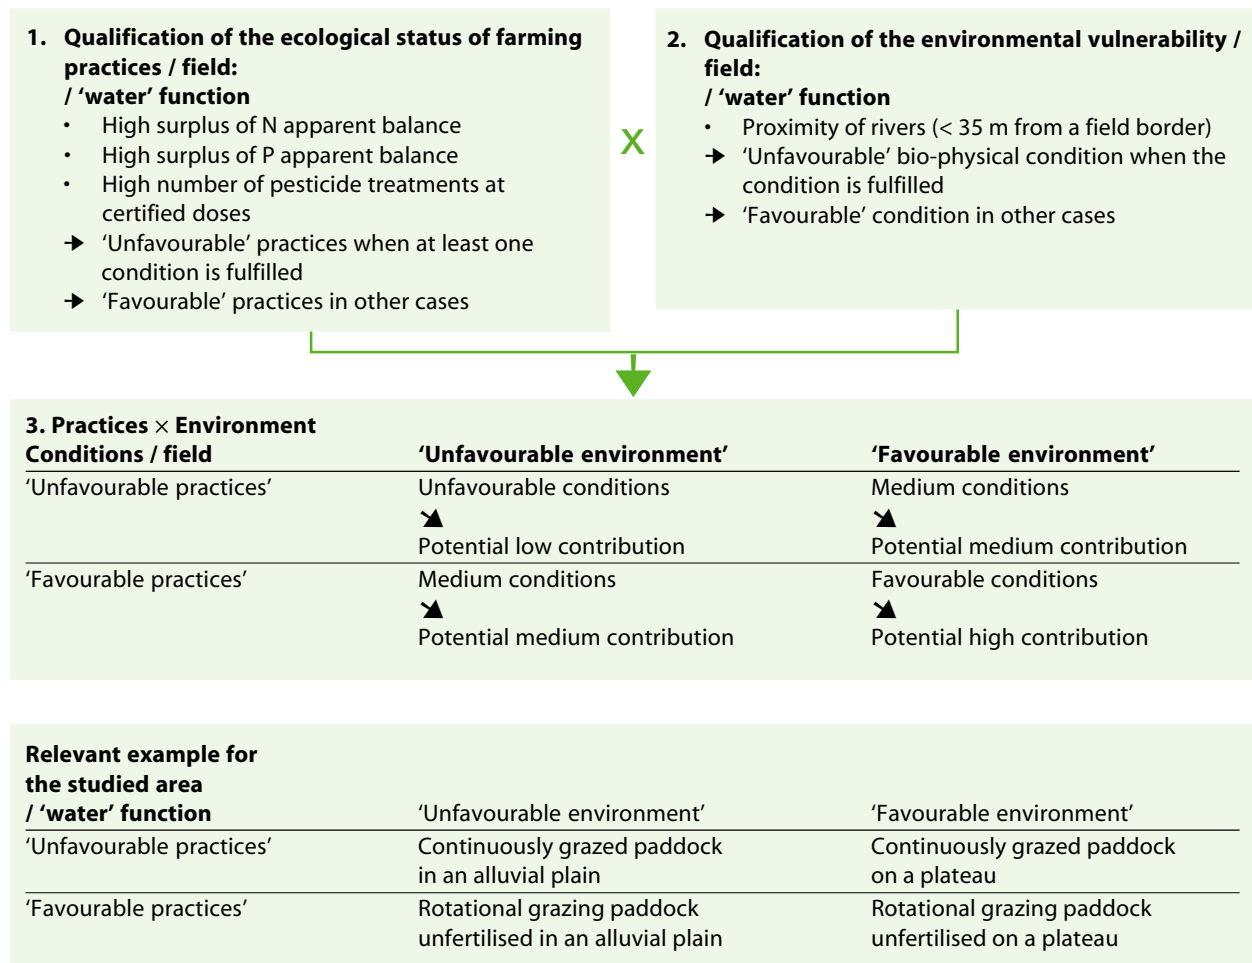 1. Qualification of the ecological status of farming
practices / field:
/ ‘water’ function
• High surplus of N apparent balance
• High surplus of P apparent balance
• High number of pesticide treatments at
certified doses
➔ ‘Unfavourable’ practices when at least one
condition is fulfilled
➔ ‘Favourable’ practices in other cases
X
2. Qualification of the environmental vulnerability /
field:
/ ‘water’ function
• Proximity of rivers (< 35 m from a field border)
➔ ‘Unfavourable’ bio-physical condition when the
condition is fulfilled
➔ ‘Favourable’ condition in other cases
3. Practices × Environment
Conditions / field ‘Unfavourable environment’ ‘Favourable environment’
‘Unfavourable practices’ Unfavourable conditions Medium conditions
Potential low contribution Potential medium contribution
‘Favourable practices’ Medium conditions Favourable conditions
Potential medium contribution Potential high contribution
Relevant example for
the studied area
/ ‘water’ function ‘Unfavourable environment’ ‘Favourable environment’
‘Unfavourable practices’ Continuously grazed paddock Continuously grazed paddock
in an alluvial plain on a plateau
‘Favourable practices’ Rotational grazing paddock Rotational grazing paddock
unfertilised in an alluvial plain unfertilised on a plateau